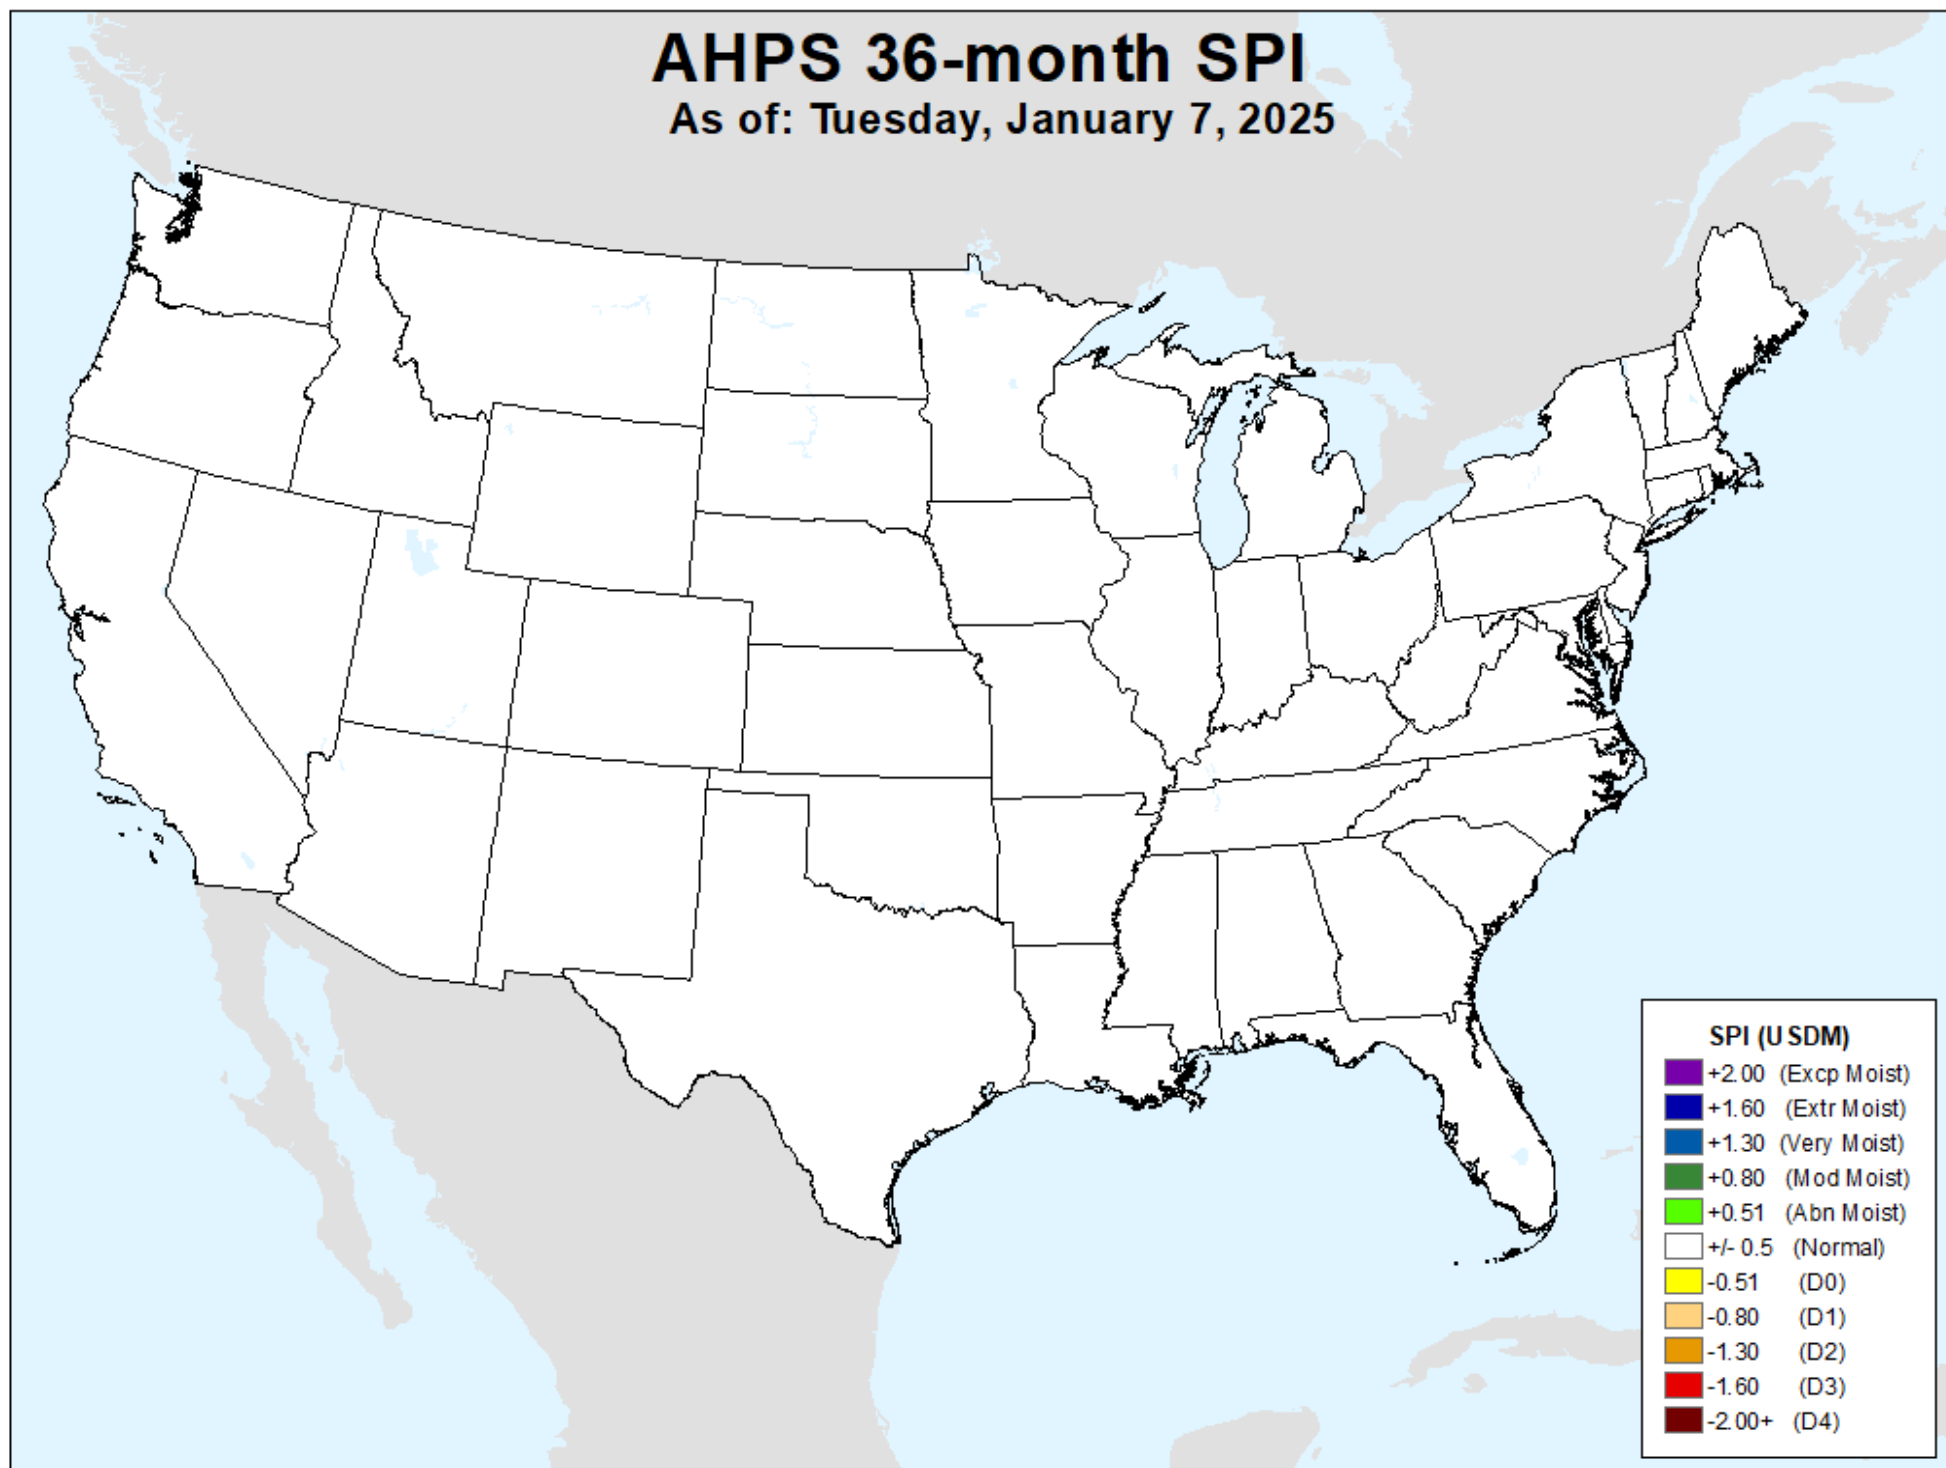 AHPS 36-month SPI
As of: Tuesday, January 7, 2025
SPI (USDM)
+2.00 (Excp Moist)
+1.60 (Extr Moist)
+1.30 (Very Moist)
+0.80 (Mod Moist)
+0.51 (Abn Moist)
+/- 0.5 (Normal)
-0.51 (D0)
-0.80 (D1)
-1.30 (D2)
-1.60 (D3)
-2.00+ (D4)